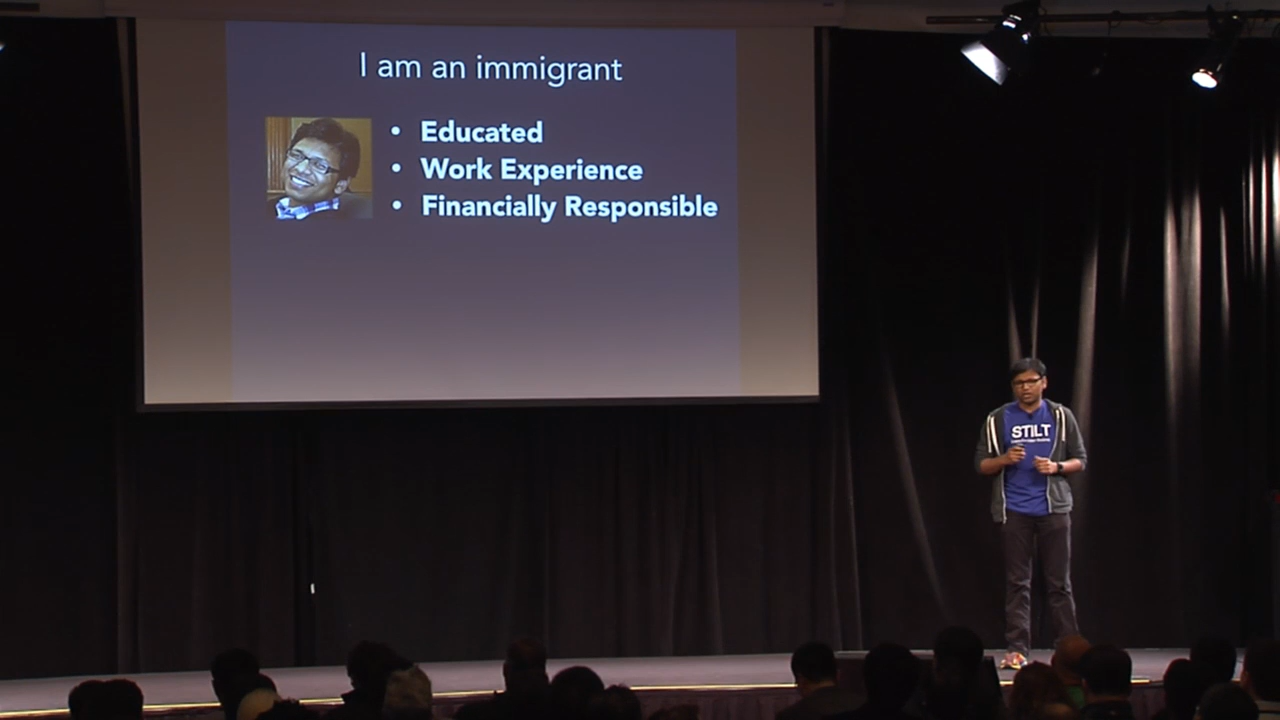 I am an immigrant
• Educated
• Work Experience
• Financially Responsible
STILT